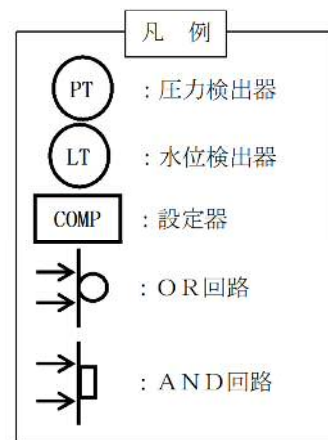 凡 例
PT :圧力検出器
LT :水位検出器
COMP :設定器
:OR回路
:AND回路